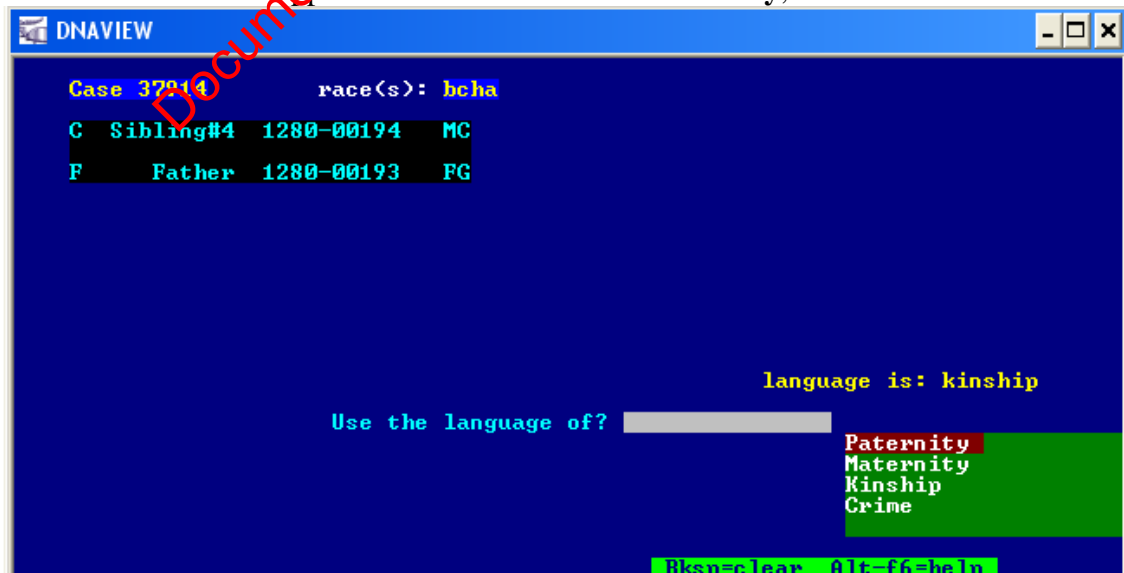 DNAVIEW
Case 37914 race(s): bcha
C Sibling#4 1280-00194 MC
F Father 1280-00193 FG
language is: kinship
Use the language of?
Paternity
Maternity
Kinship
Crime
Bksp=clear Alt-f6=help